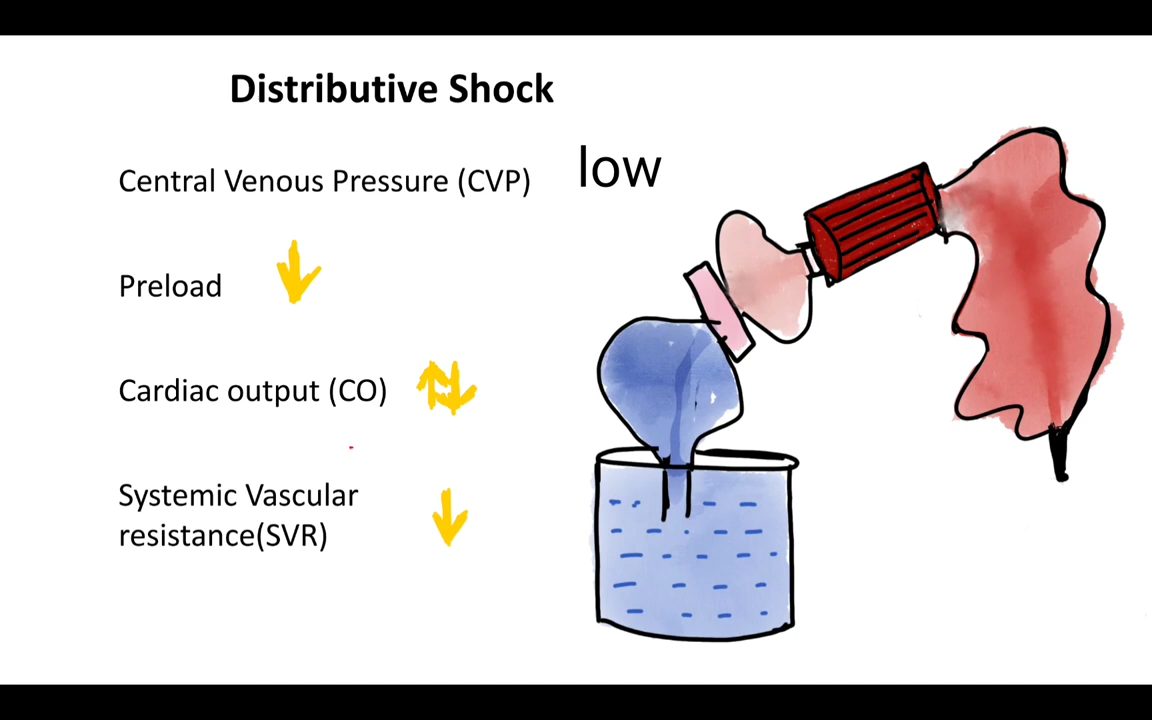 Distributive Shock
Central Venous Pressure (CVP) low
Preload
Cardiac output (CO)
Systemic Vascular
resistance(SVR)